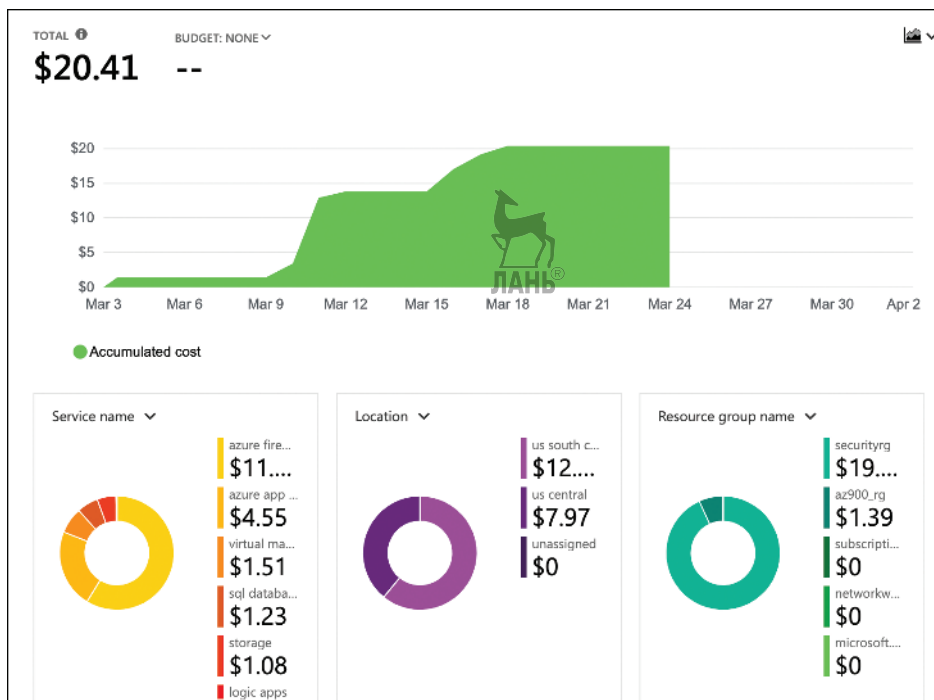 TOTAL
BUDGET: NONE
$20.41
--
$20
$15
$10
$5
$0
Mar 3 Mar 6 Mar 9 Mar 12 Mar 15 Mar 18 Mar 21 Mar 24 Mar 27 Mar 30 Apr 2
ЛАНЬ®
Accumulated cost
Service name
azure fire...
$11....
azure app ...
$4.55
virtual ma...
$1.51
sql databa...
$1.23
storage
$1.08
logic apps
Location
us south c...
$12....
us central
$7.97
unassigned
$0
Resource group name
securityrg
$19....
az900_rg
$1.39
subscripti...
$0
networkw...
$0
microsoft....
$0